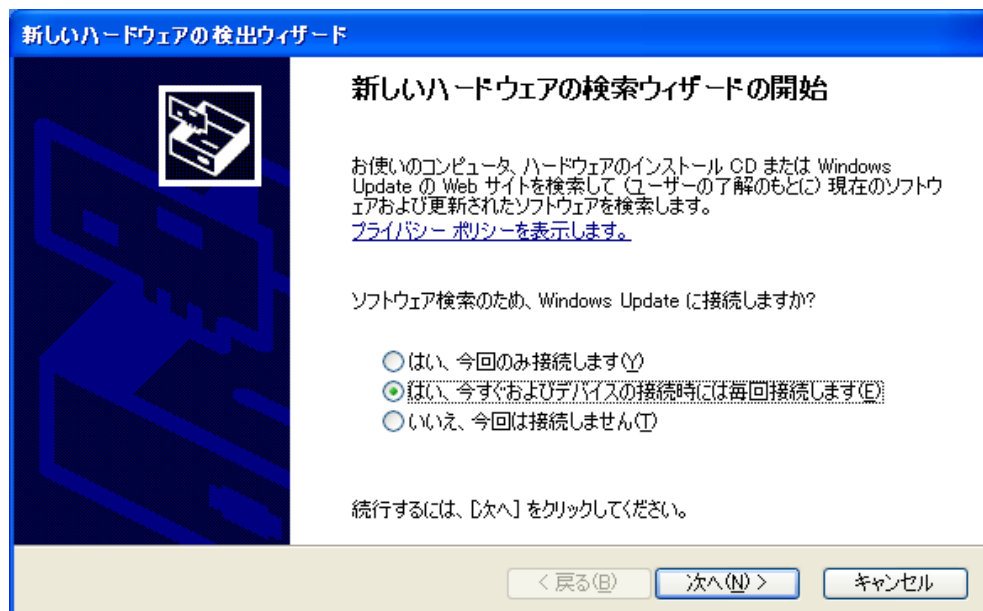 新しいハードウェアの検出ウィザード
新しいハードウェアの検索ウィザードの開始
お使いのコンピュータ、ハードウェアのインストール CD または Windows
Update の Web サイトを検索して (ユーザーの了解のもとに) 現在のソフトウ
ェアおよび更新されたソフトウェアを検索します。
プライバシー ポリシーを表示します。
ソフトウェア検索のため、Windows Update に接続しますか?
はい、今回のみ接続します(Y)
はい、今すぐおよびデバイスの接続時には毎回接続します(E)
いいえ、今回は接続しません(T)
続行するには、[次へ] をクリックしてください。
< 戻る(B) 次へ(N) > キャンセル